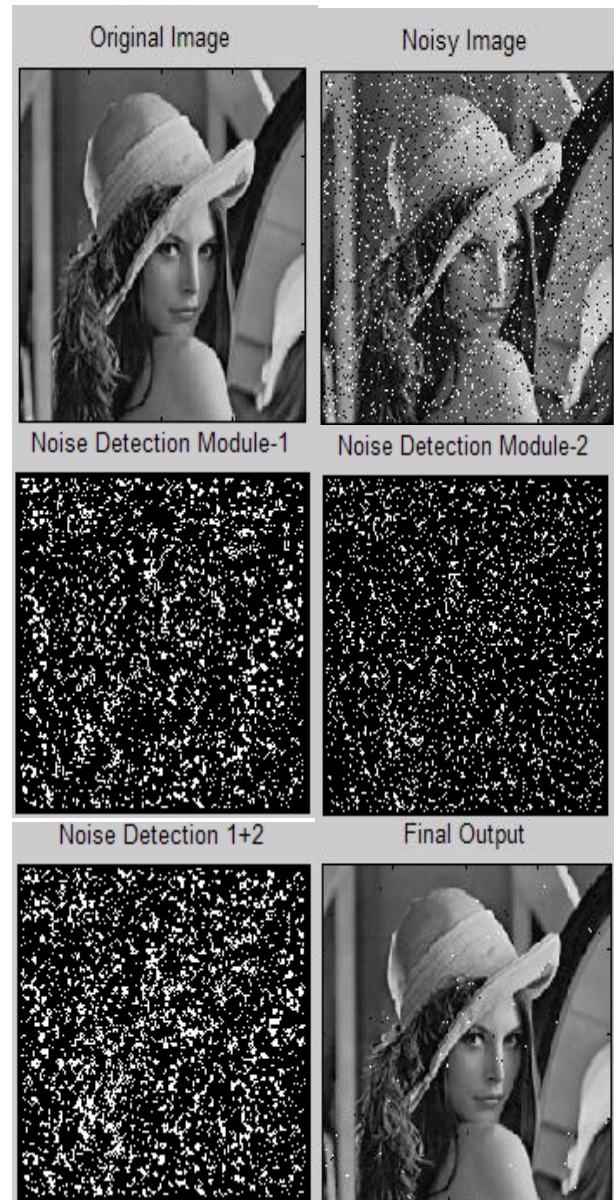 Original Image
Noisy Image
Noise Detection Module-1
Noise Detection Module-2
Noise Detection 1+2
Final Output